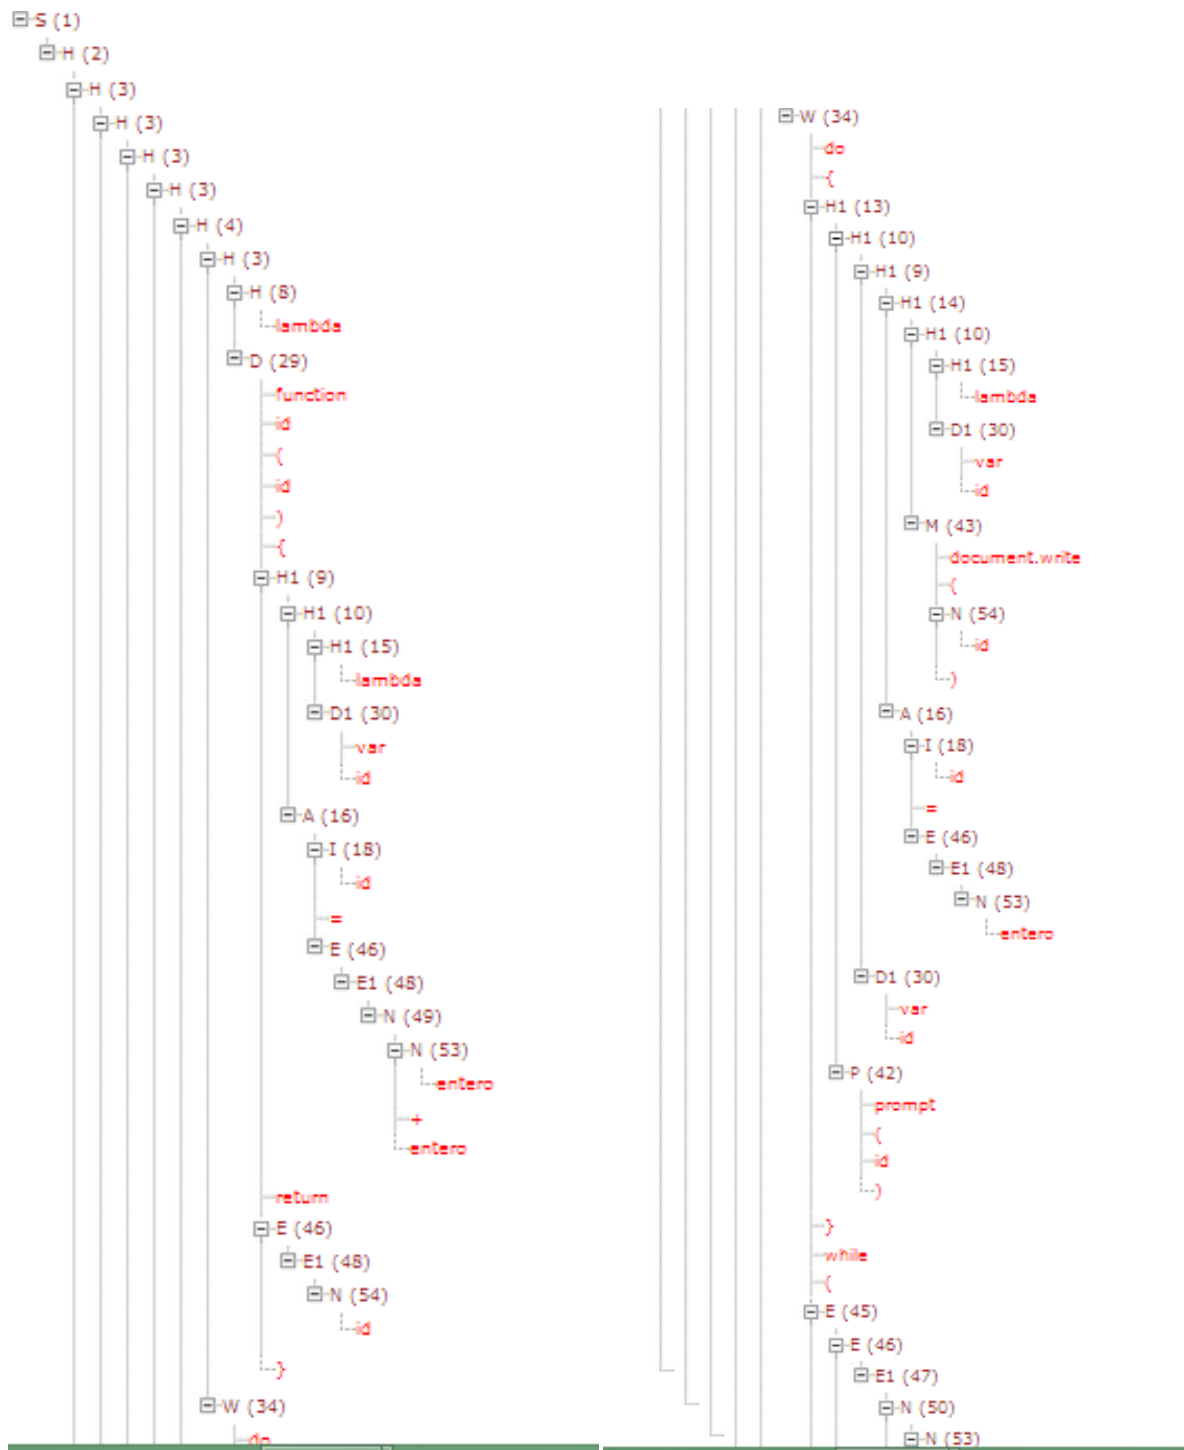 S (1)
H (2)
H (3)
H (3)
H (3)
H (3)
H (4)
H (3)
H (8)
lambda
D (29)
function
id
(
id
)
{
H1 (9)
H1 (10)
H1 (15)
lambda
D1 (30)
var
id
A (16)
I (18)
id
=
E (46)
E1 (48)
N (49)
N (53)
entero
+
entero
return
E (46)
E1 (48)
N (54)
id
}
W (34)
do
W (34)
do
{
H1 (13)
H1 (10)
H1 (9)
H1 (14)
H1 (10)
H1 (15)
lambda
D1 (30)
var
id
M (43)
document.write
(
N (54)
id
)
A (16)
I (18)
id
=
E (46)
E1 (48)
N (53)
entero
D1 (30)
var
id
P (42)
prompt
(
id
)
}
while
(
E (45)
E (46)
E1 (47)
N (50)
N (53)